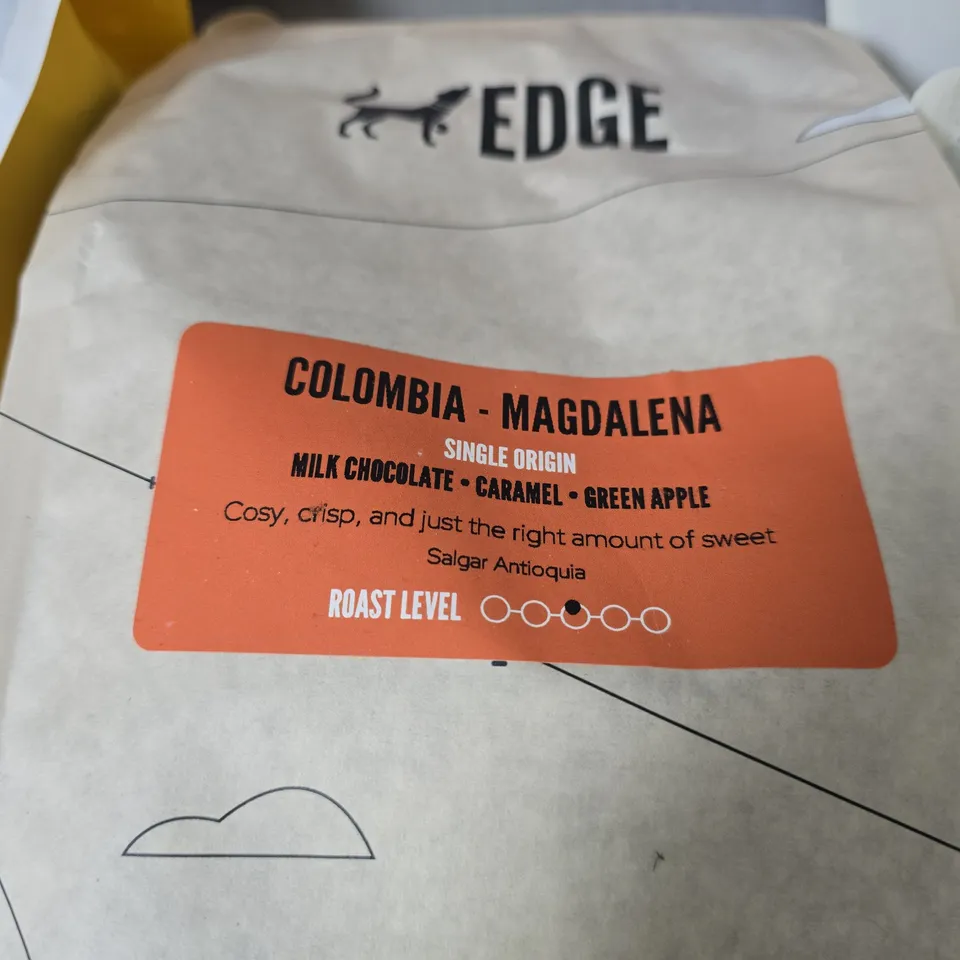 EDGE
COLOMBIA - MAGDALENA
SINGLE ORIGIN
MILK CHOCOLATE • CARAMEL • GREEN APPLE
Cosy, crisp, and just the right amount of sweet
Salgar Antioquia
ROAST LEVEL